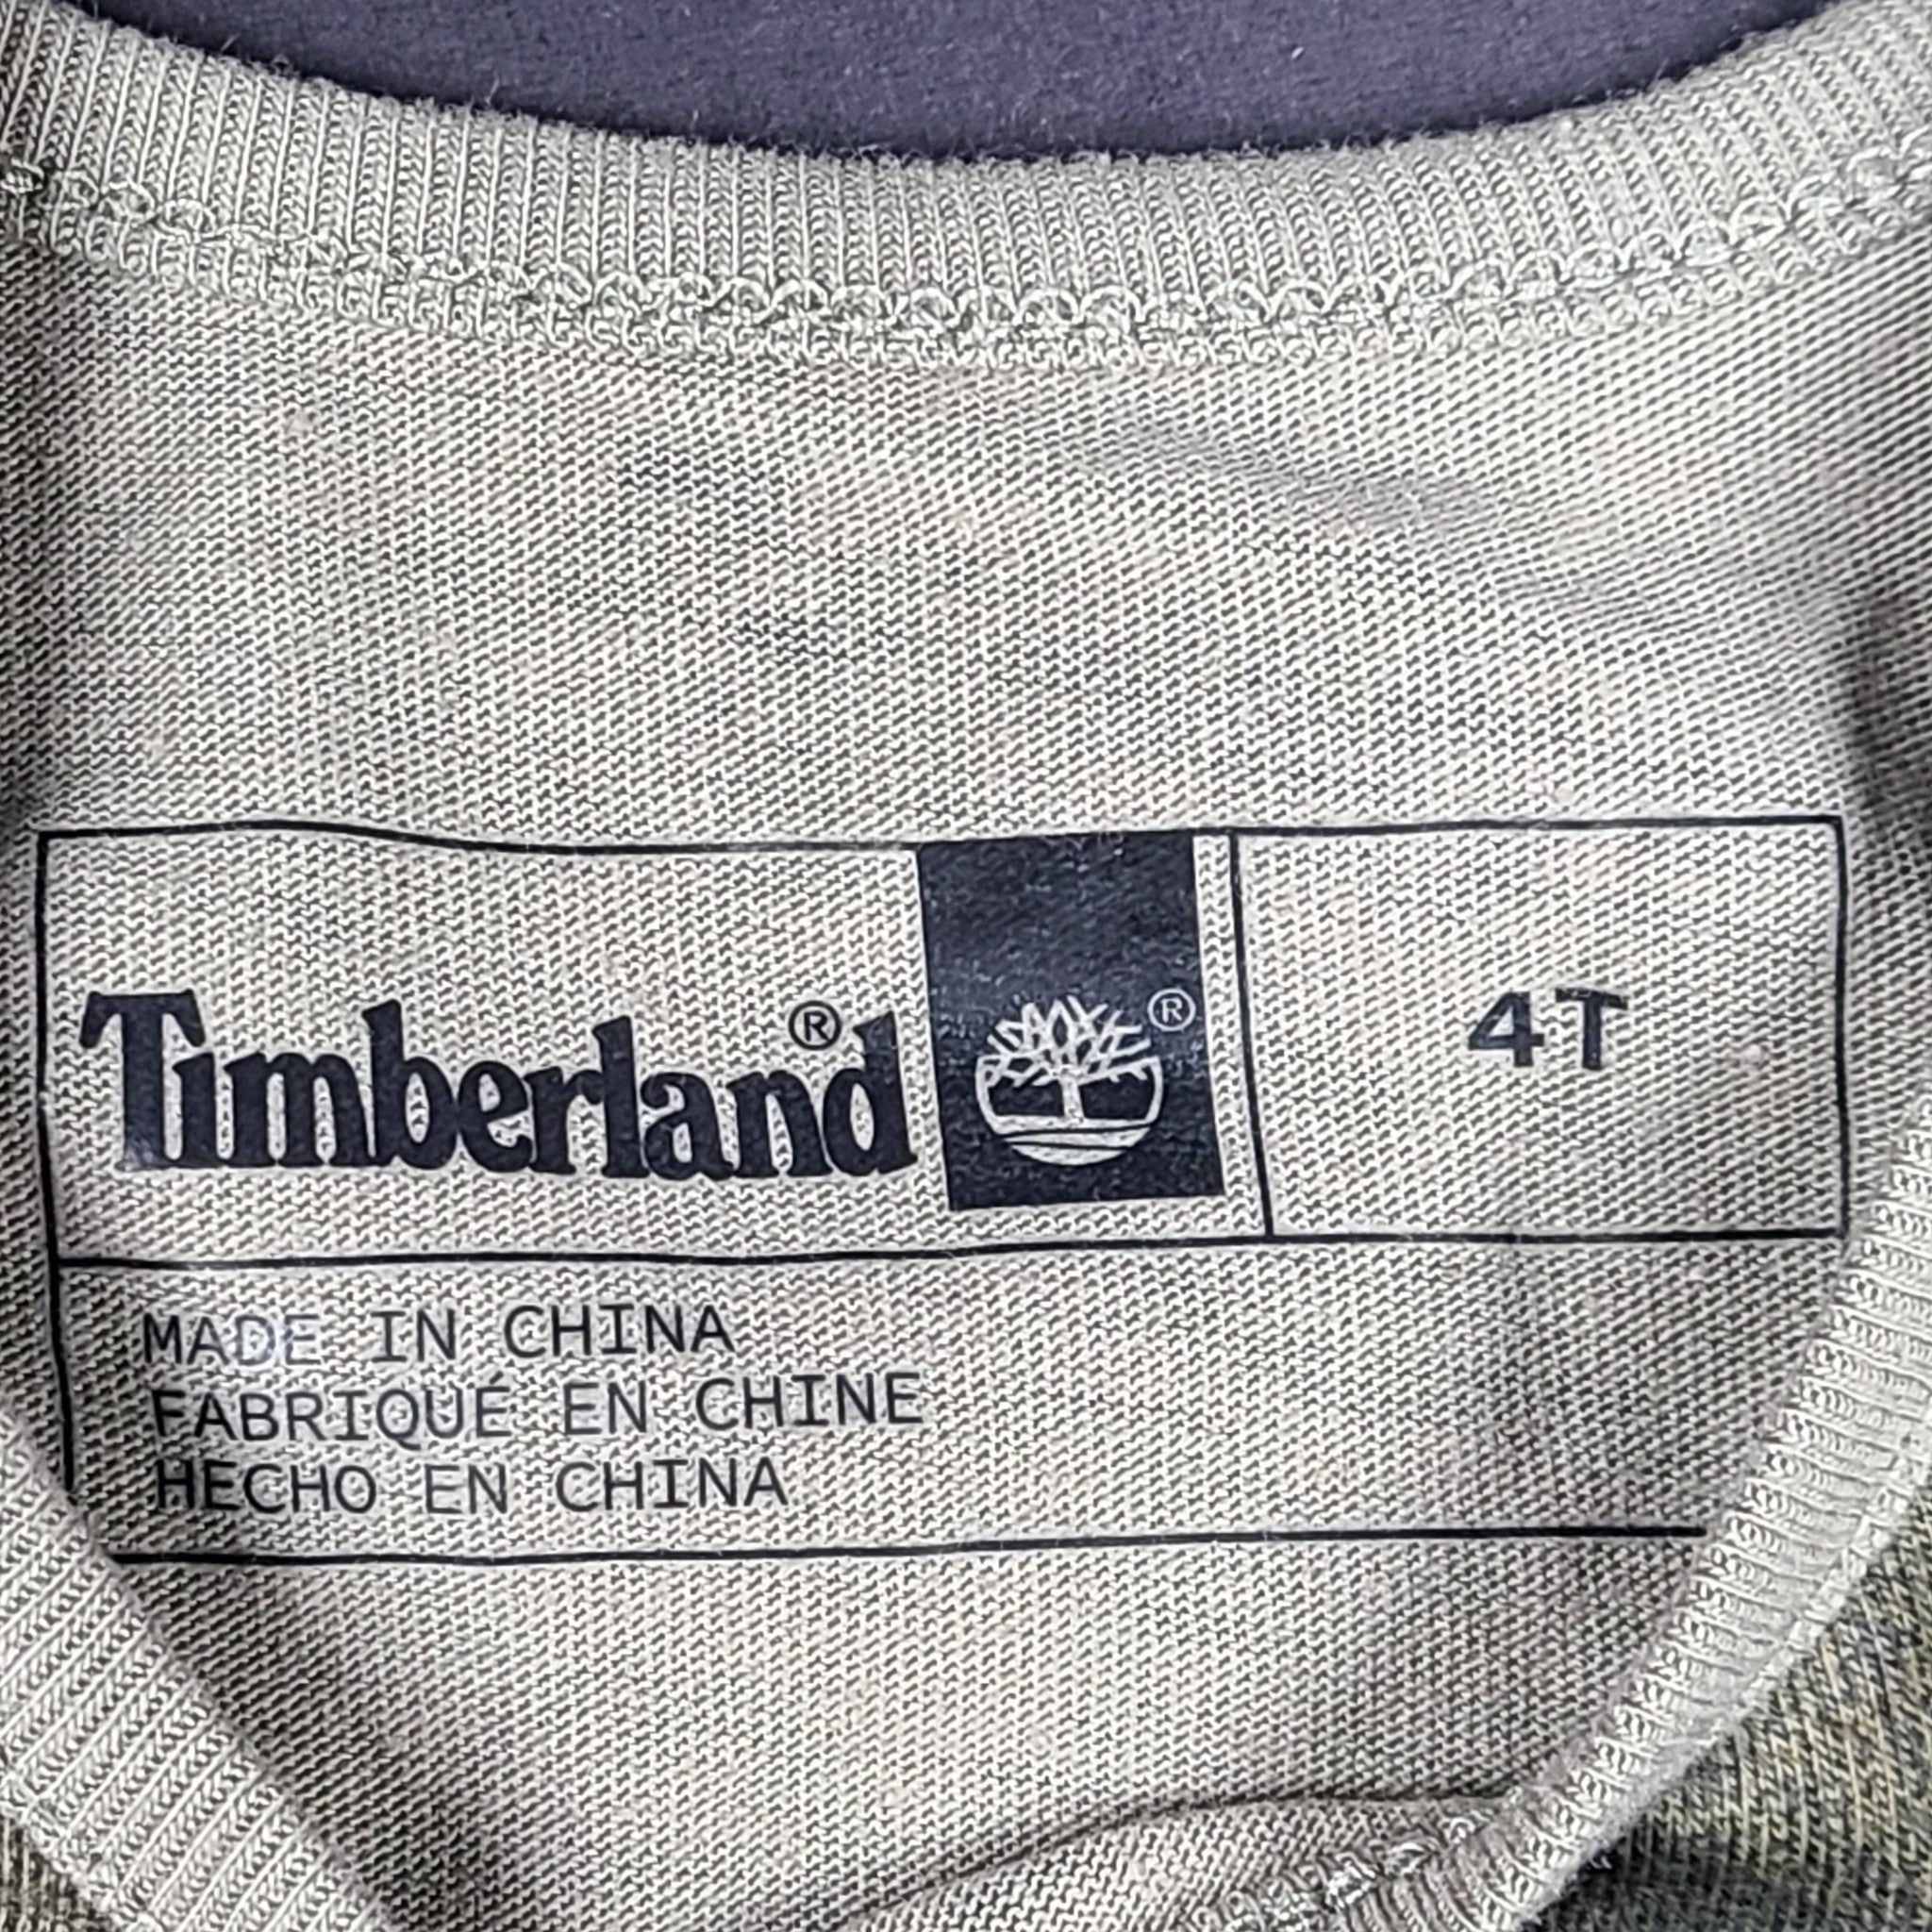 Timberland® ® 4T
MADE IN CHINA
FABRIQUÉ EN CHINE
HECHO EN CHINA